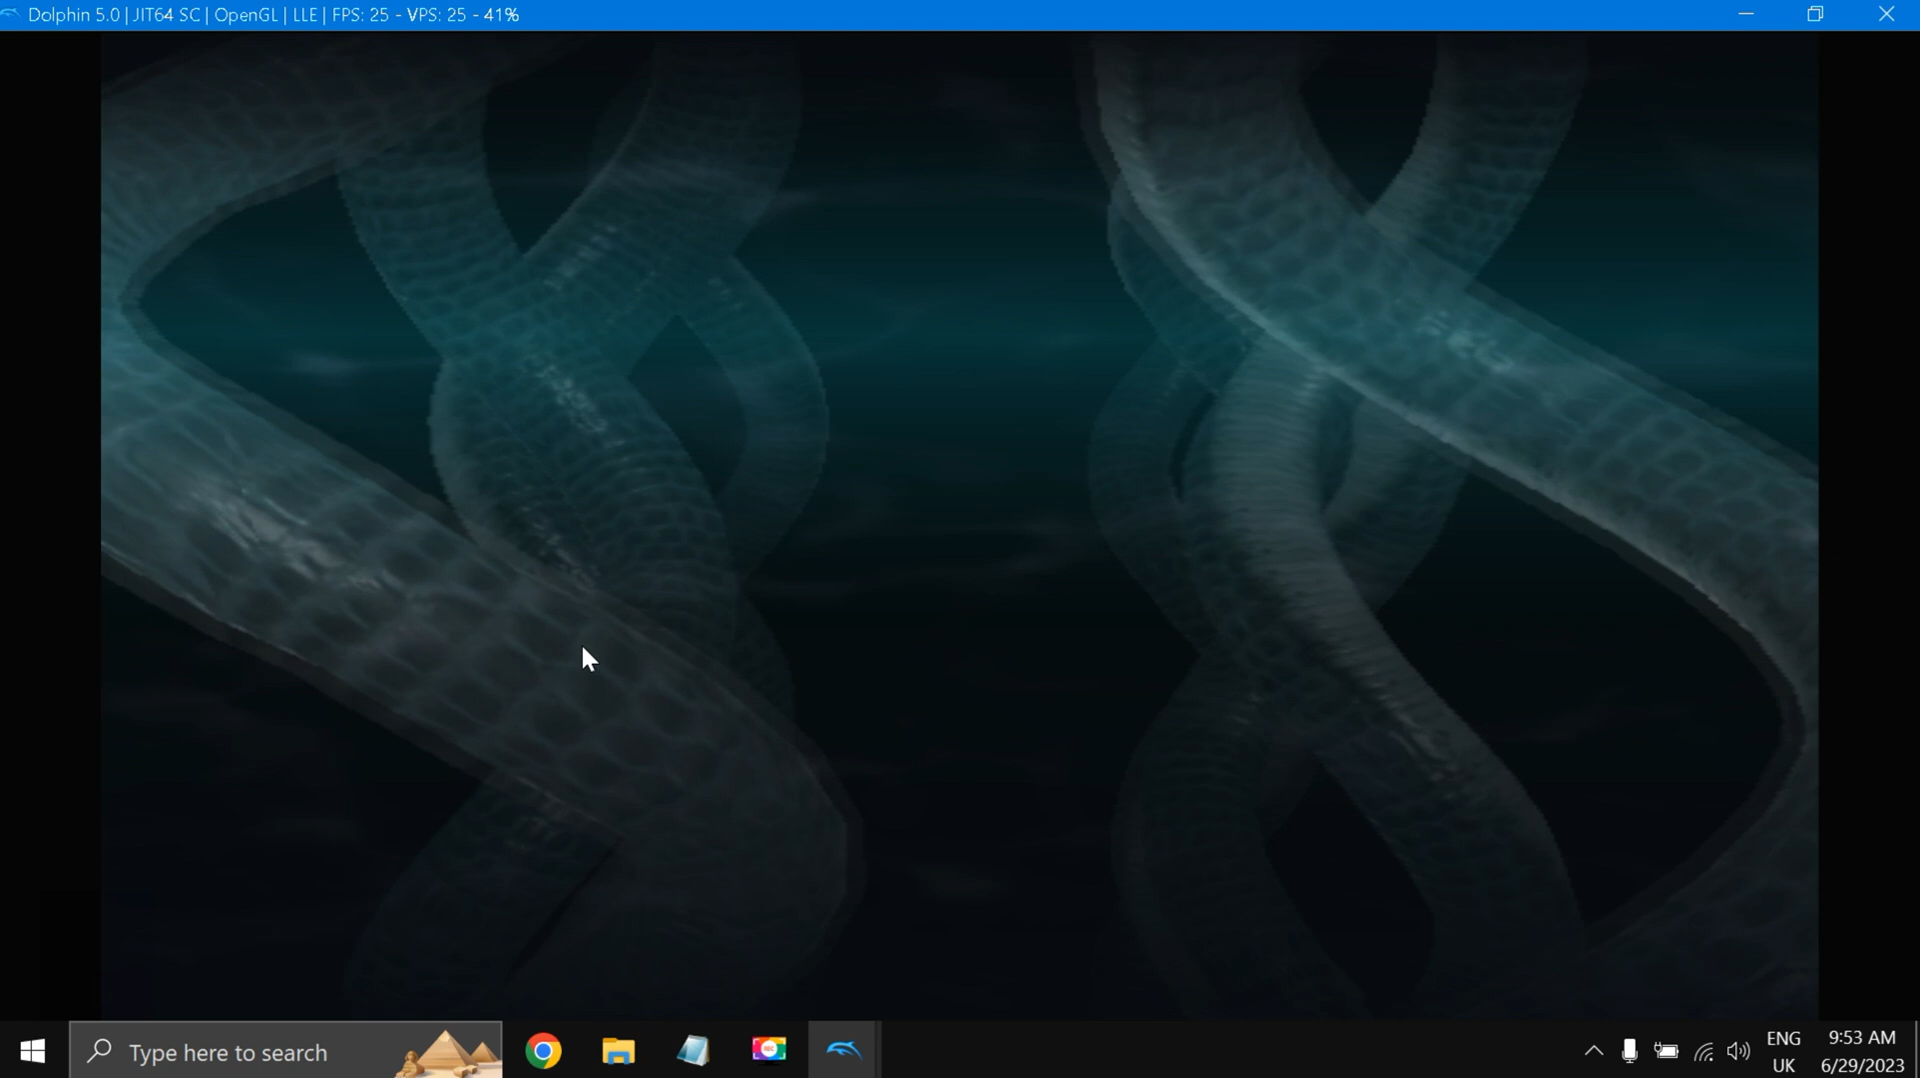 Dolphin 5.0 | JIT64 SC | OpenGL | LLE | FPS: 25 - VPS: 25 - 41%
Type here to search
ENG
UK
9:53 AM
6/29/2023